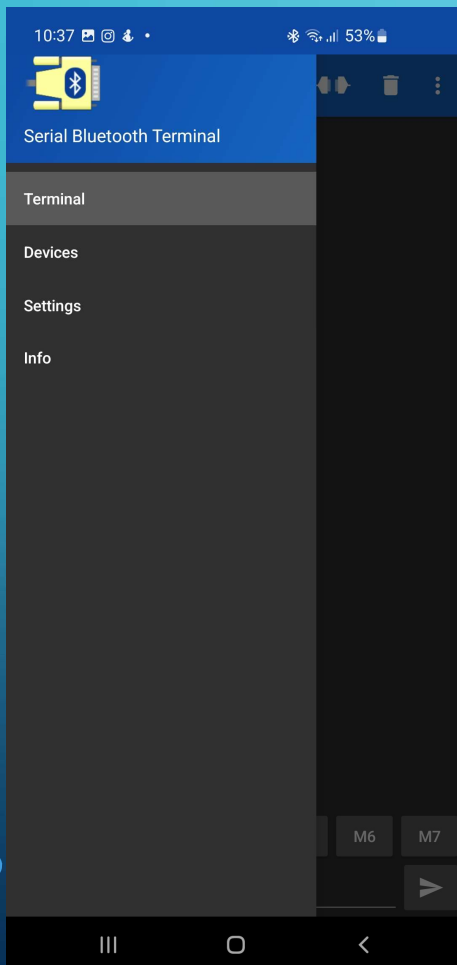 10:37 53%
Serial Bluetooth Terminal
Terminal
Devices
Settings
Info
M6 M7